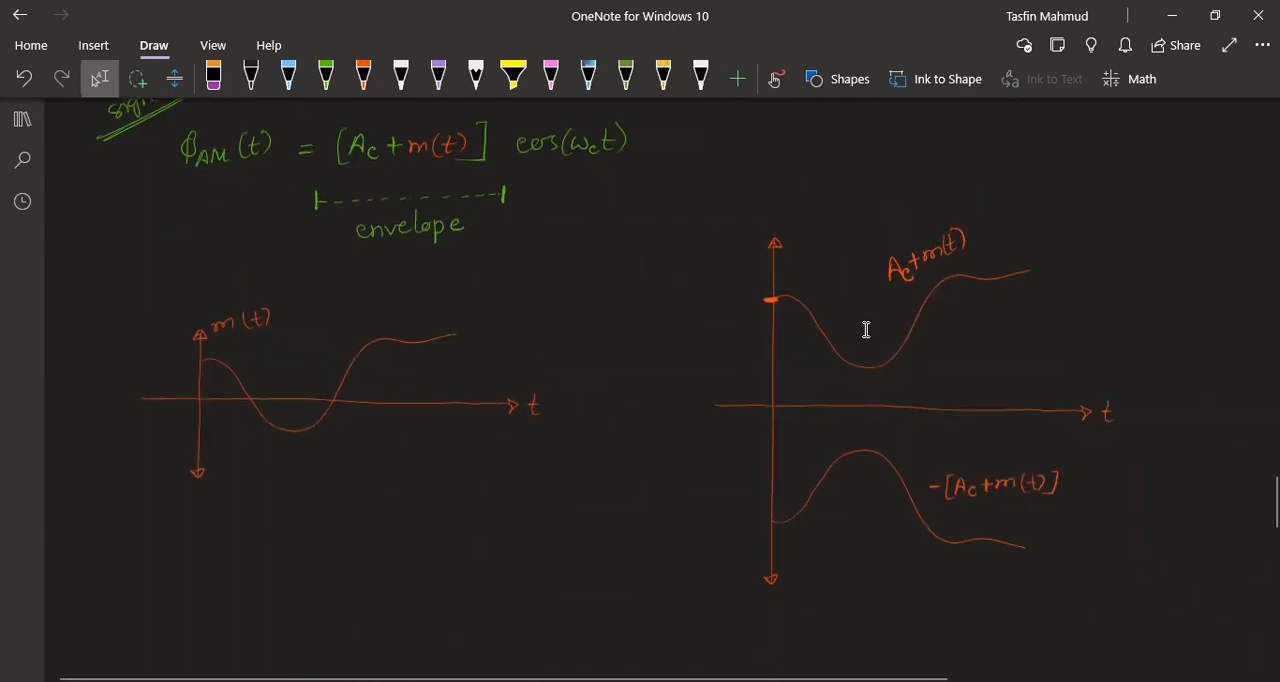 OneNote for Windows 10
Tasfin Mahmud
Home Insert Draw View Help
Share
Shapes Ink to Shape Ink to Text Math
ϕAM(t) = [Ac + m(t)] cos(ωct)
envelope
Ac+m(t)
m(t)
t
t
-[Ac+m(t)]